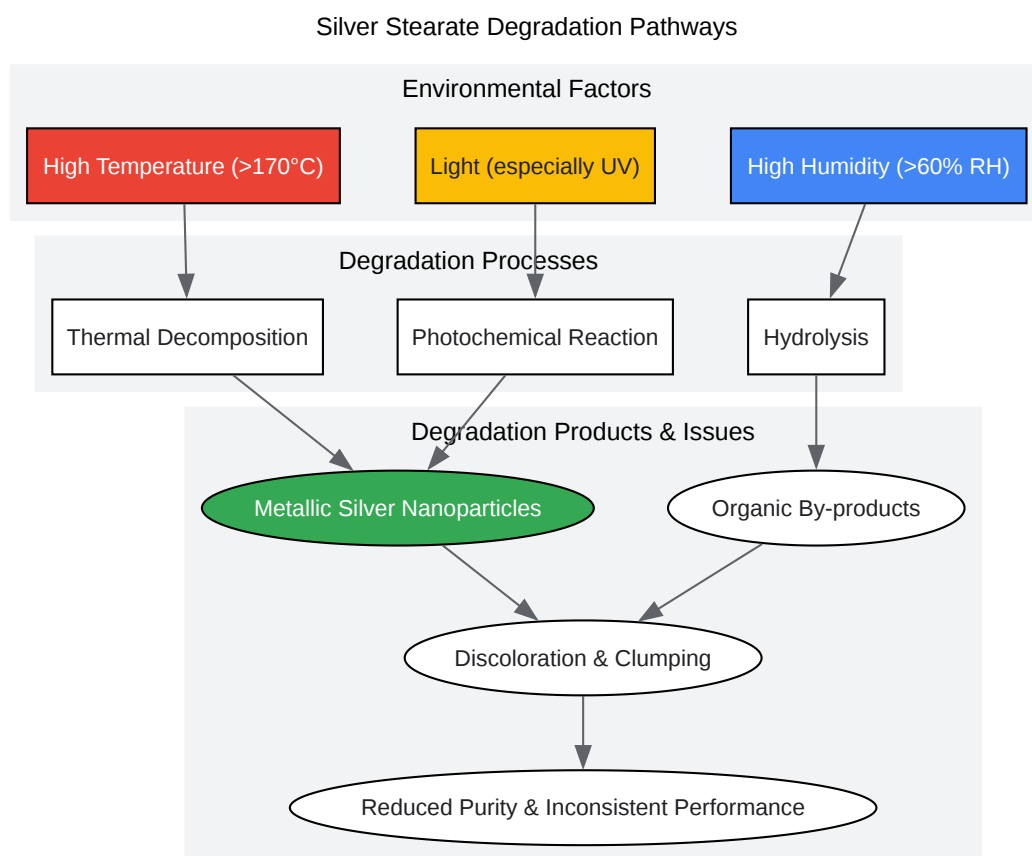 Silver Stearate Degradation Pathways
Environmental Factors
High Temperature (>170°C)
Light (especially UV)
High Humidity (>60% RH)
Degradation Processes
Thermal Decomposition
Photochemical Reaction
Hydrolysis
Degradation Products & Issues
Metallic Silver Nanoparticles
Organic By-products
Discoloration & Clumping
Reduced Purity & Inconsistent Performance